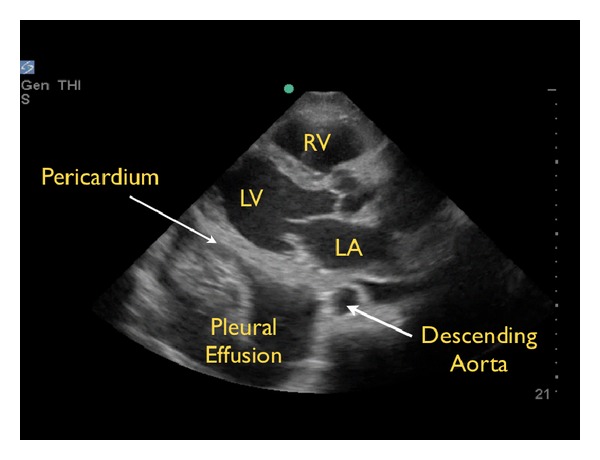 Gen THI
S
RV
Pericardium
LV
LA
Pleural
Effusion
Descending
Aorta
21